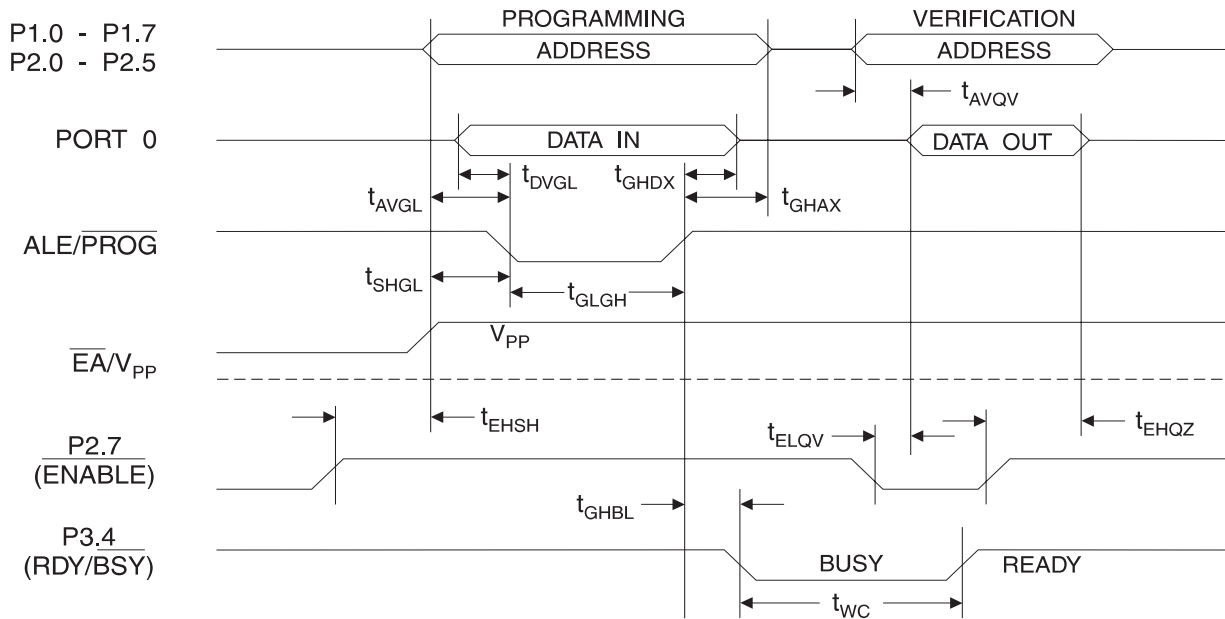 PROGRAMMING VERIFICATION
P1.0 - P1.7
P2.0 - P2.5
ADDRESS ADDRESS
tAVQV
PORT 0
DATA IN DATA OUT
tDVGL tGHDX
tAVGL tGHAX
ALE/PROG
tSHGL
tGLGH
VPP
EA/VPP
tEHSH tELQV tEHQZ
P2.7
(ENABLE)
tGHBL
P3.4
(RDY/BSY)
BUSY READY
tWC